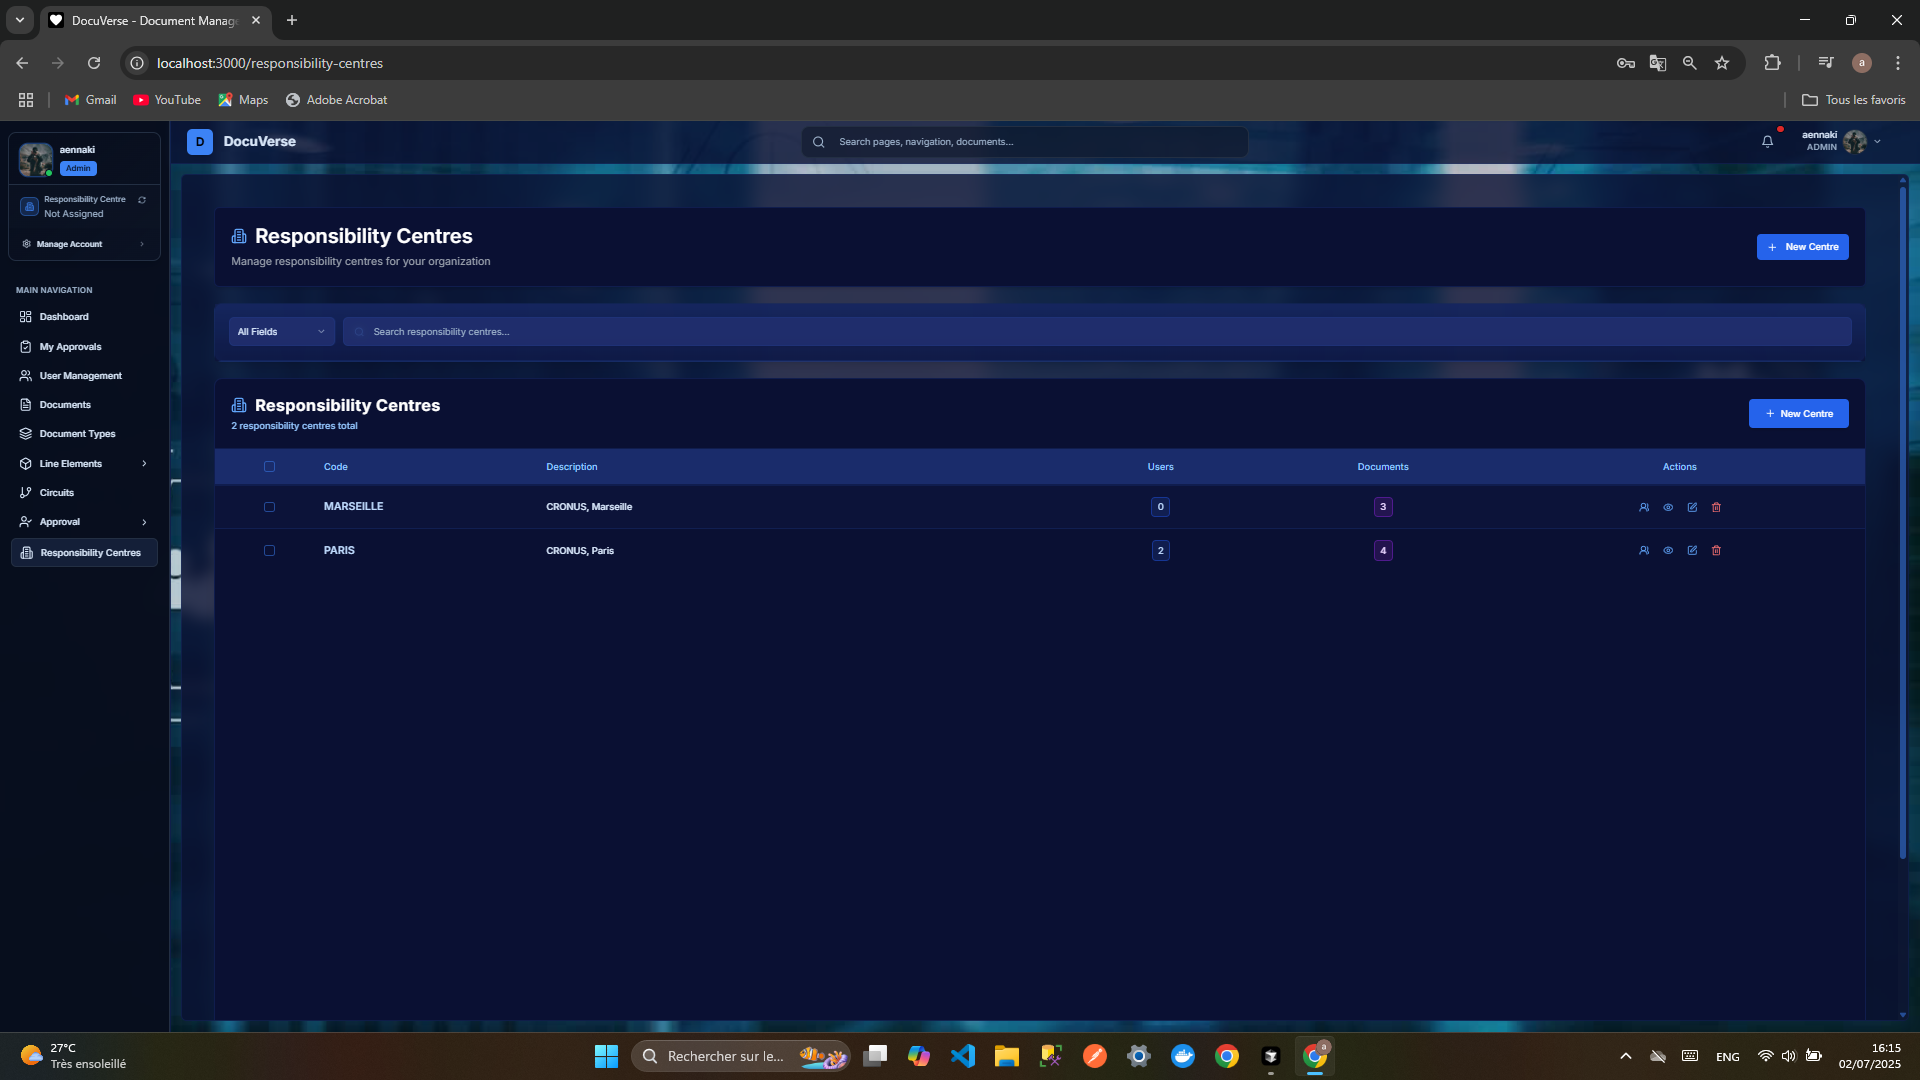 DocuVerse - Document Manag
localhost:3000/responsibility-centres
a
Gmail
YouTube
Maps
Adobe Acrobat
Tous les favoris
aennaki
Admin
Responsibility Centre
Not Assigned
Manage Account
MAIN NAVIGATION
Dashboard
My Approvals
User Management
Documents
Document Types
Line Elements
Circuits
Approval
Responsibility Centres
D
DocuVerse
Search pages, navigation, documents...
aennaki
ADMIN
Responsibility Centres
Manage responsibility centres for your organization
New Centre
All Fields
Search responsibility centres...
Responsibility Centres
2 responsibility centres total
New Centre
Code Description Users Documents Actions
MARSEILLE CRONUS, Marseille 0 3
PARIS CRONUS, Paris 2 4
27°C
Très ensoleillé
Rechercher sur le...
a
ENG
16:15
02/07/2025